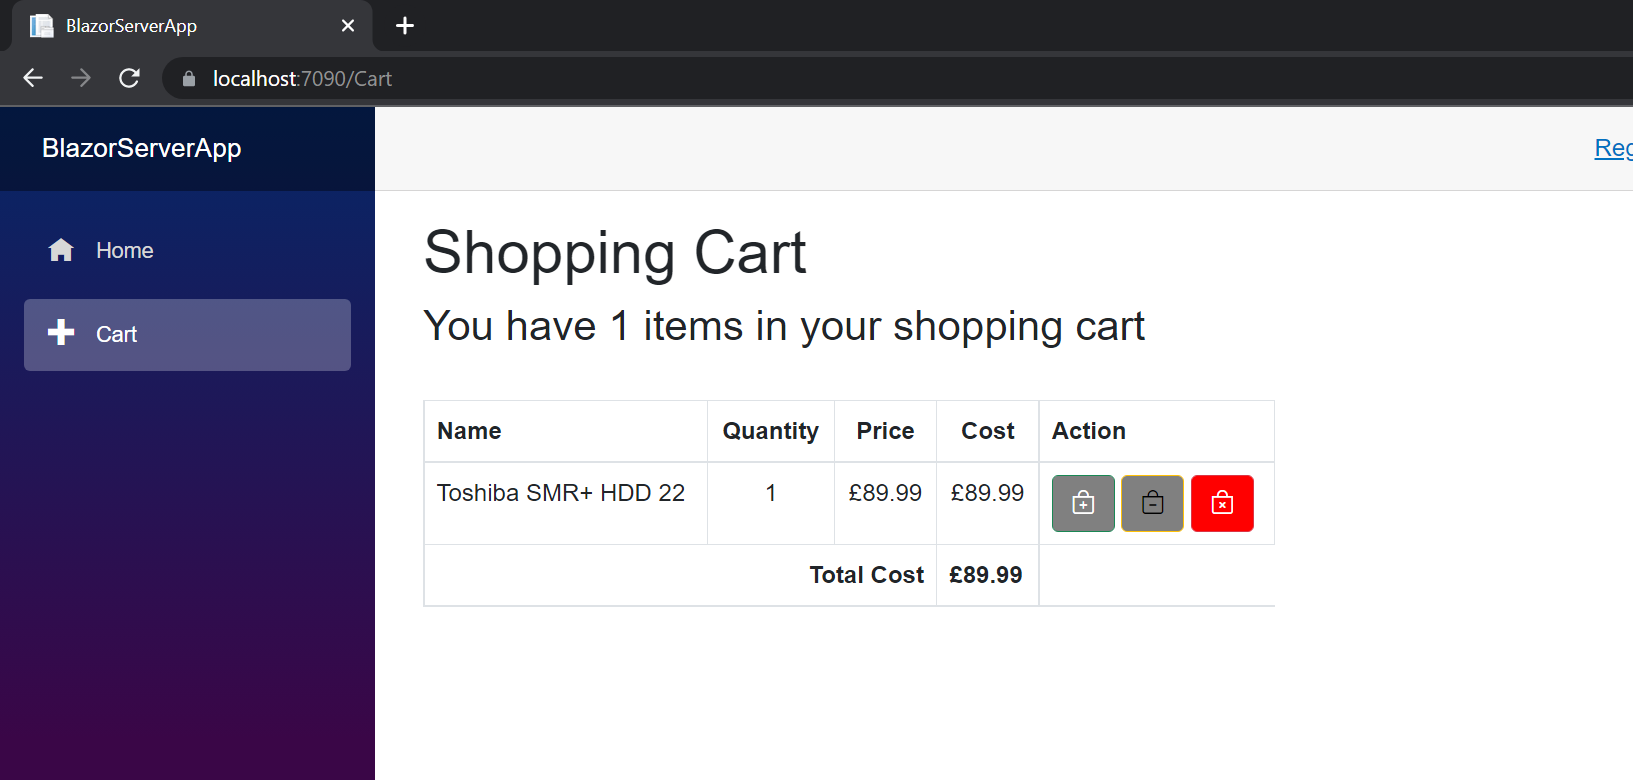 BlazorServerApp
localhost:7090/Cart
BlazorServerApp
Reg
Home
Cart
Shopping Cart
You have 1 items in your shopping cart
Name Quantity Price Cost Action
Toshiba SMR+ HDD 22 1 £89.99 £89.99
Total Cost £89.99